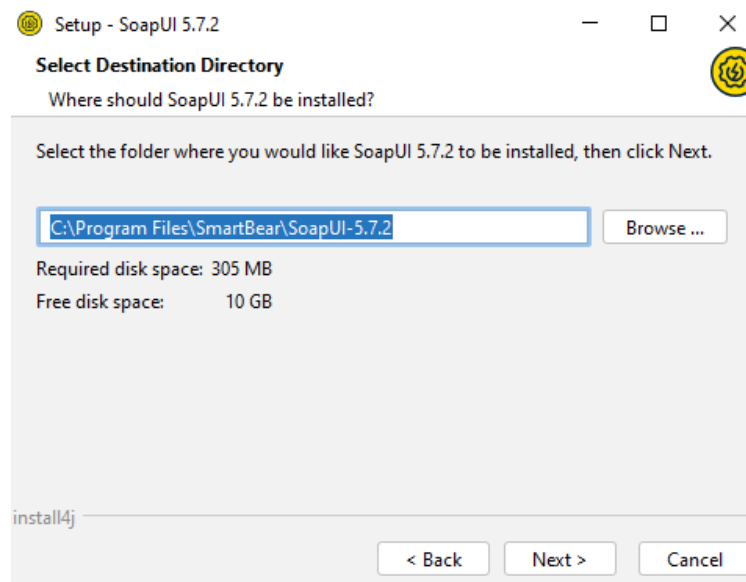 Setup - SoapUI 5.7.2
Select Destination Directory
Where should SoapUI 5.7.2 be installed?
Select the folder where you would like SoapUI 5.7.2 to be installed, then click Next.
C:\Program Files\SmartBear\SoapUI-5.7.2
Browse ...
Required disk space: 305 MB
Free disk space: 10 GB
install4j
< Back Next > Cancel